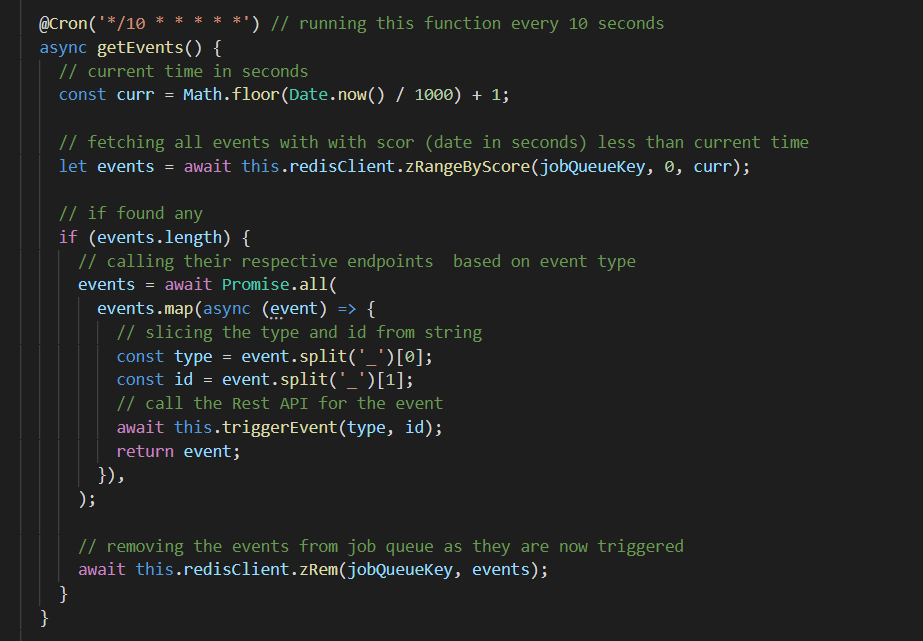 @Cron('*/10 * * * * *') // running this function every 10 seconds
async getEvents() {
// current time in seconds
const curr = Math.floor(Date.now() / 1000) + 1;
// fetching all events with with scor (date in seconds) less than current time
let events = await this.redisClient.zRangeByScore(jobQueueKey, 0, curr);
// if found any
if (events.length) {
// calling their respective endpoints  based on event type
events = await Promise.all(
events.map(async (event) => {
// slicing the type and id from string
const type = event.split('_')[0];
const id = event.split('_')[1];
// call the Rest API for the event
await this.triggerEvent(type, id);
return event;
}),
);
// removing the events from job queue as they are now triggered
await this.redisClient.zRem(jobQueueKey, events);
}
}